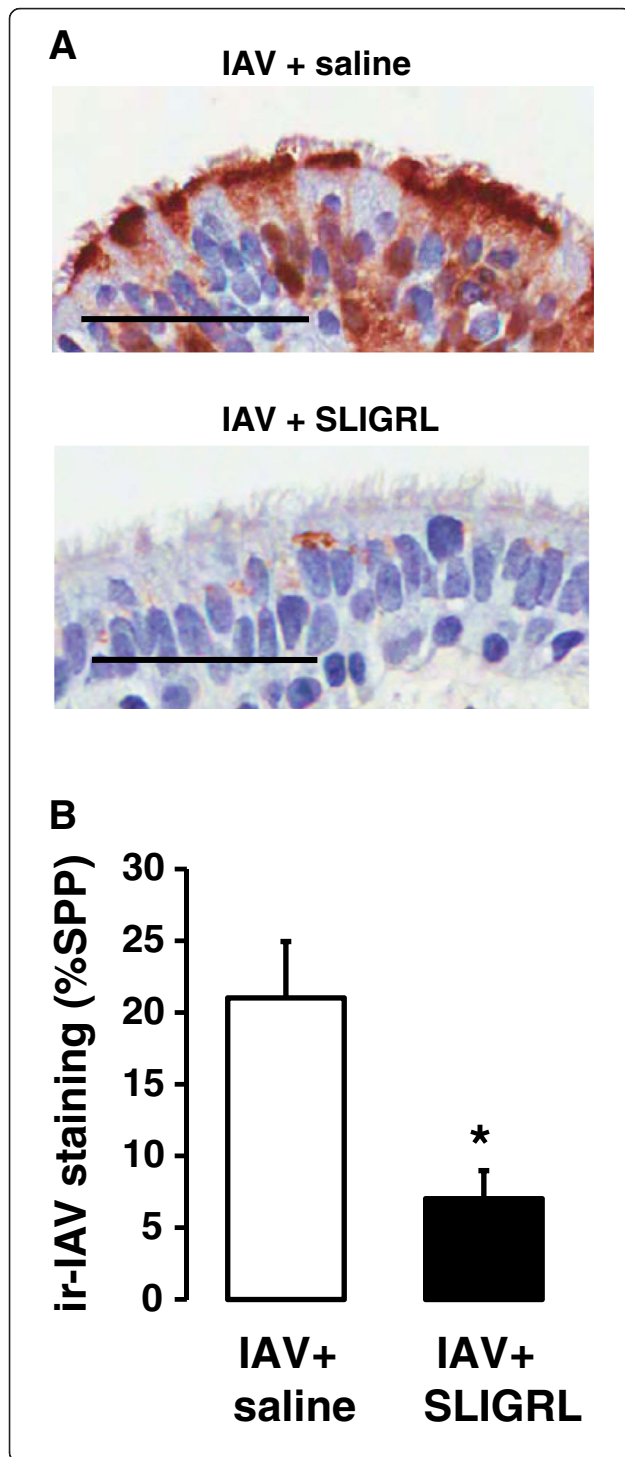 A
IAV + saline
IAV + SLIGRL
B
ir-IAV staining (%SPP)
30
25
20
15
10
5
0
*
IAV+
saline
IAV+
SLIGRL